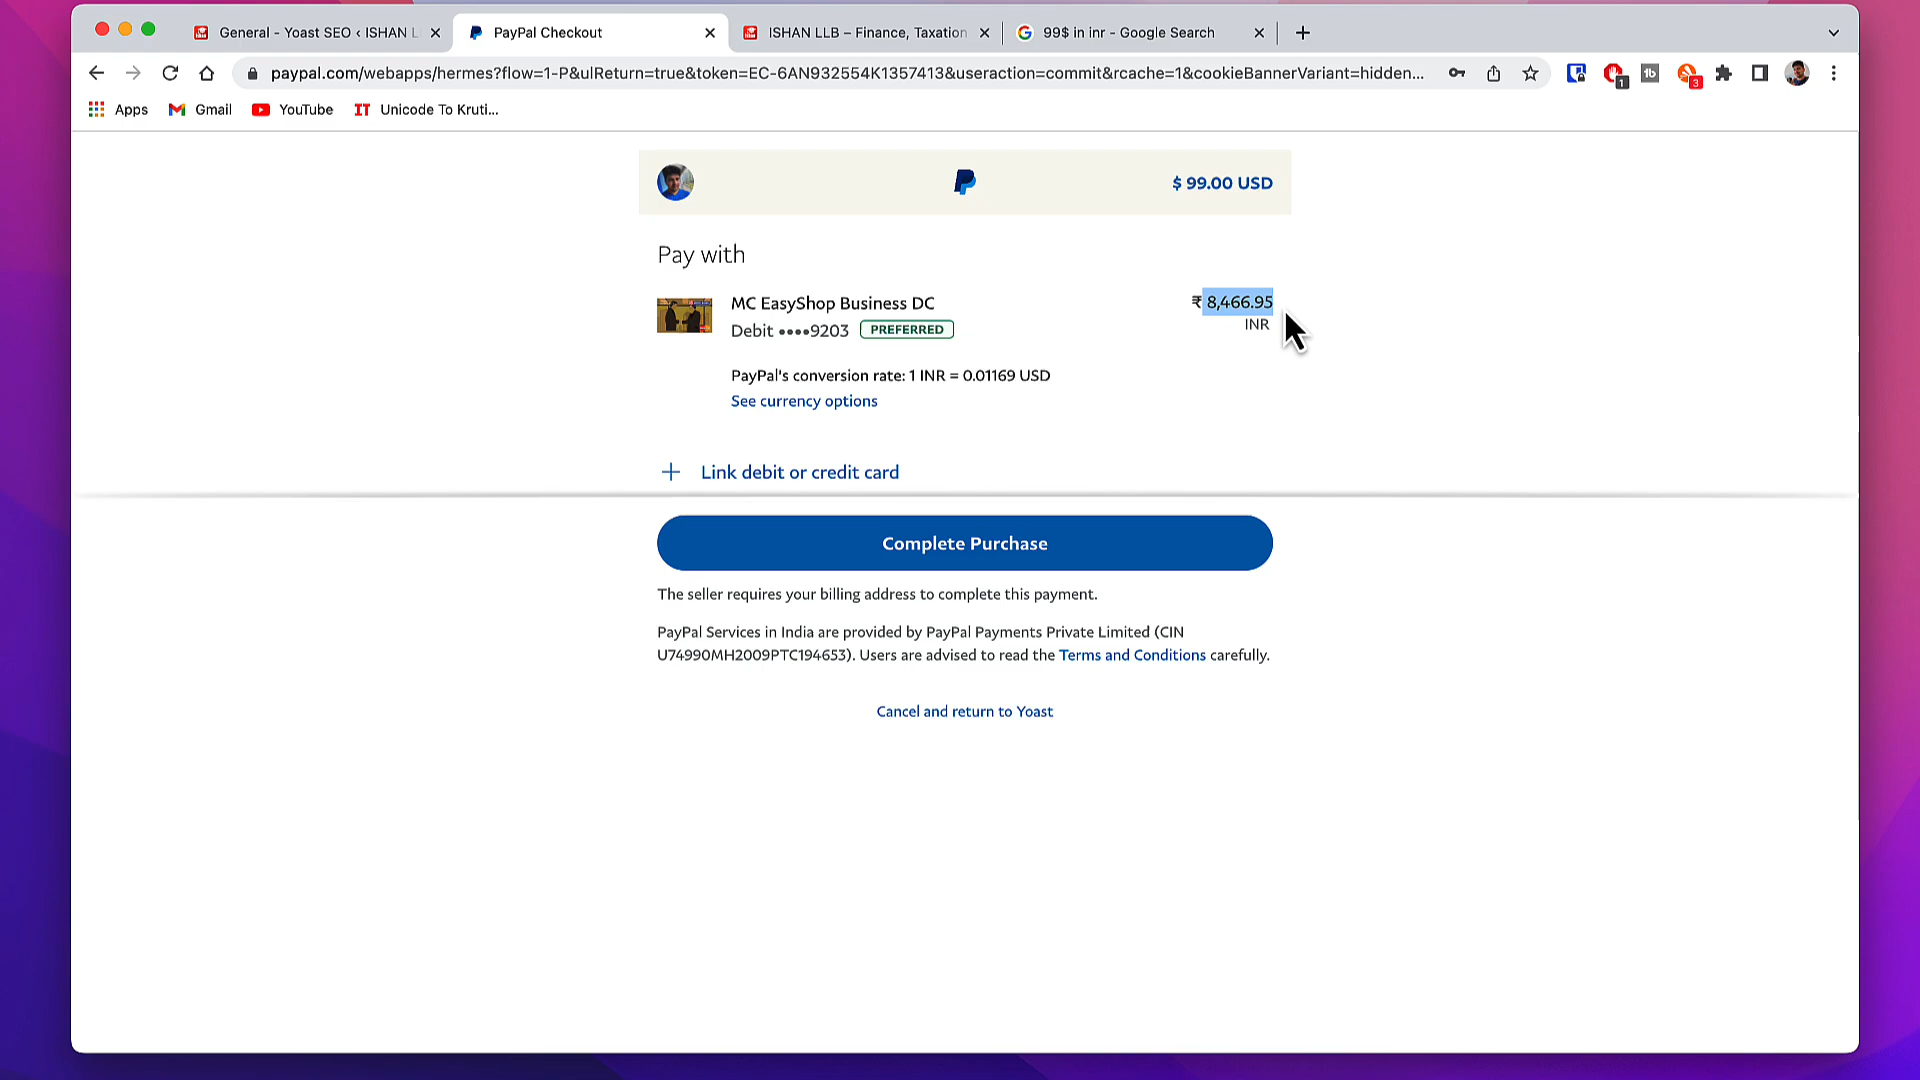 General - Yoast SEO ‹ ISHAN L
PayPal Checkout
ISHAN LLB – Finance, Taxation
99$ in inr - Google Search
paypal.com/webapps/hermes?flow=1-P&ulReturn=true&token=EC-6AN932554K1357413&useraction=commit&rcache=1&cookieBannerVariant=hidden...
1
1b
3
Apps
Gmail
YouTube
IT Unicode To Kruti...
$ 99.00 USD
Pay with
MC EasyShop Business DC
₹ 8,466.95
Debit ••••9203 PREFERRED
INR
PayPal's conversion rate: 1 INR = 0.01169 USD
See currency options
Link debit or credit card
Complete Purchase
The seller requires your billing address to complete this payment.
PayPal Services in India are provided by PayPal Payments Private Limited (CIN
U74990MH2009PTC194653). Users are advised to read the Terms and Conditions carefully.
Cancel and return to Yoast